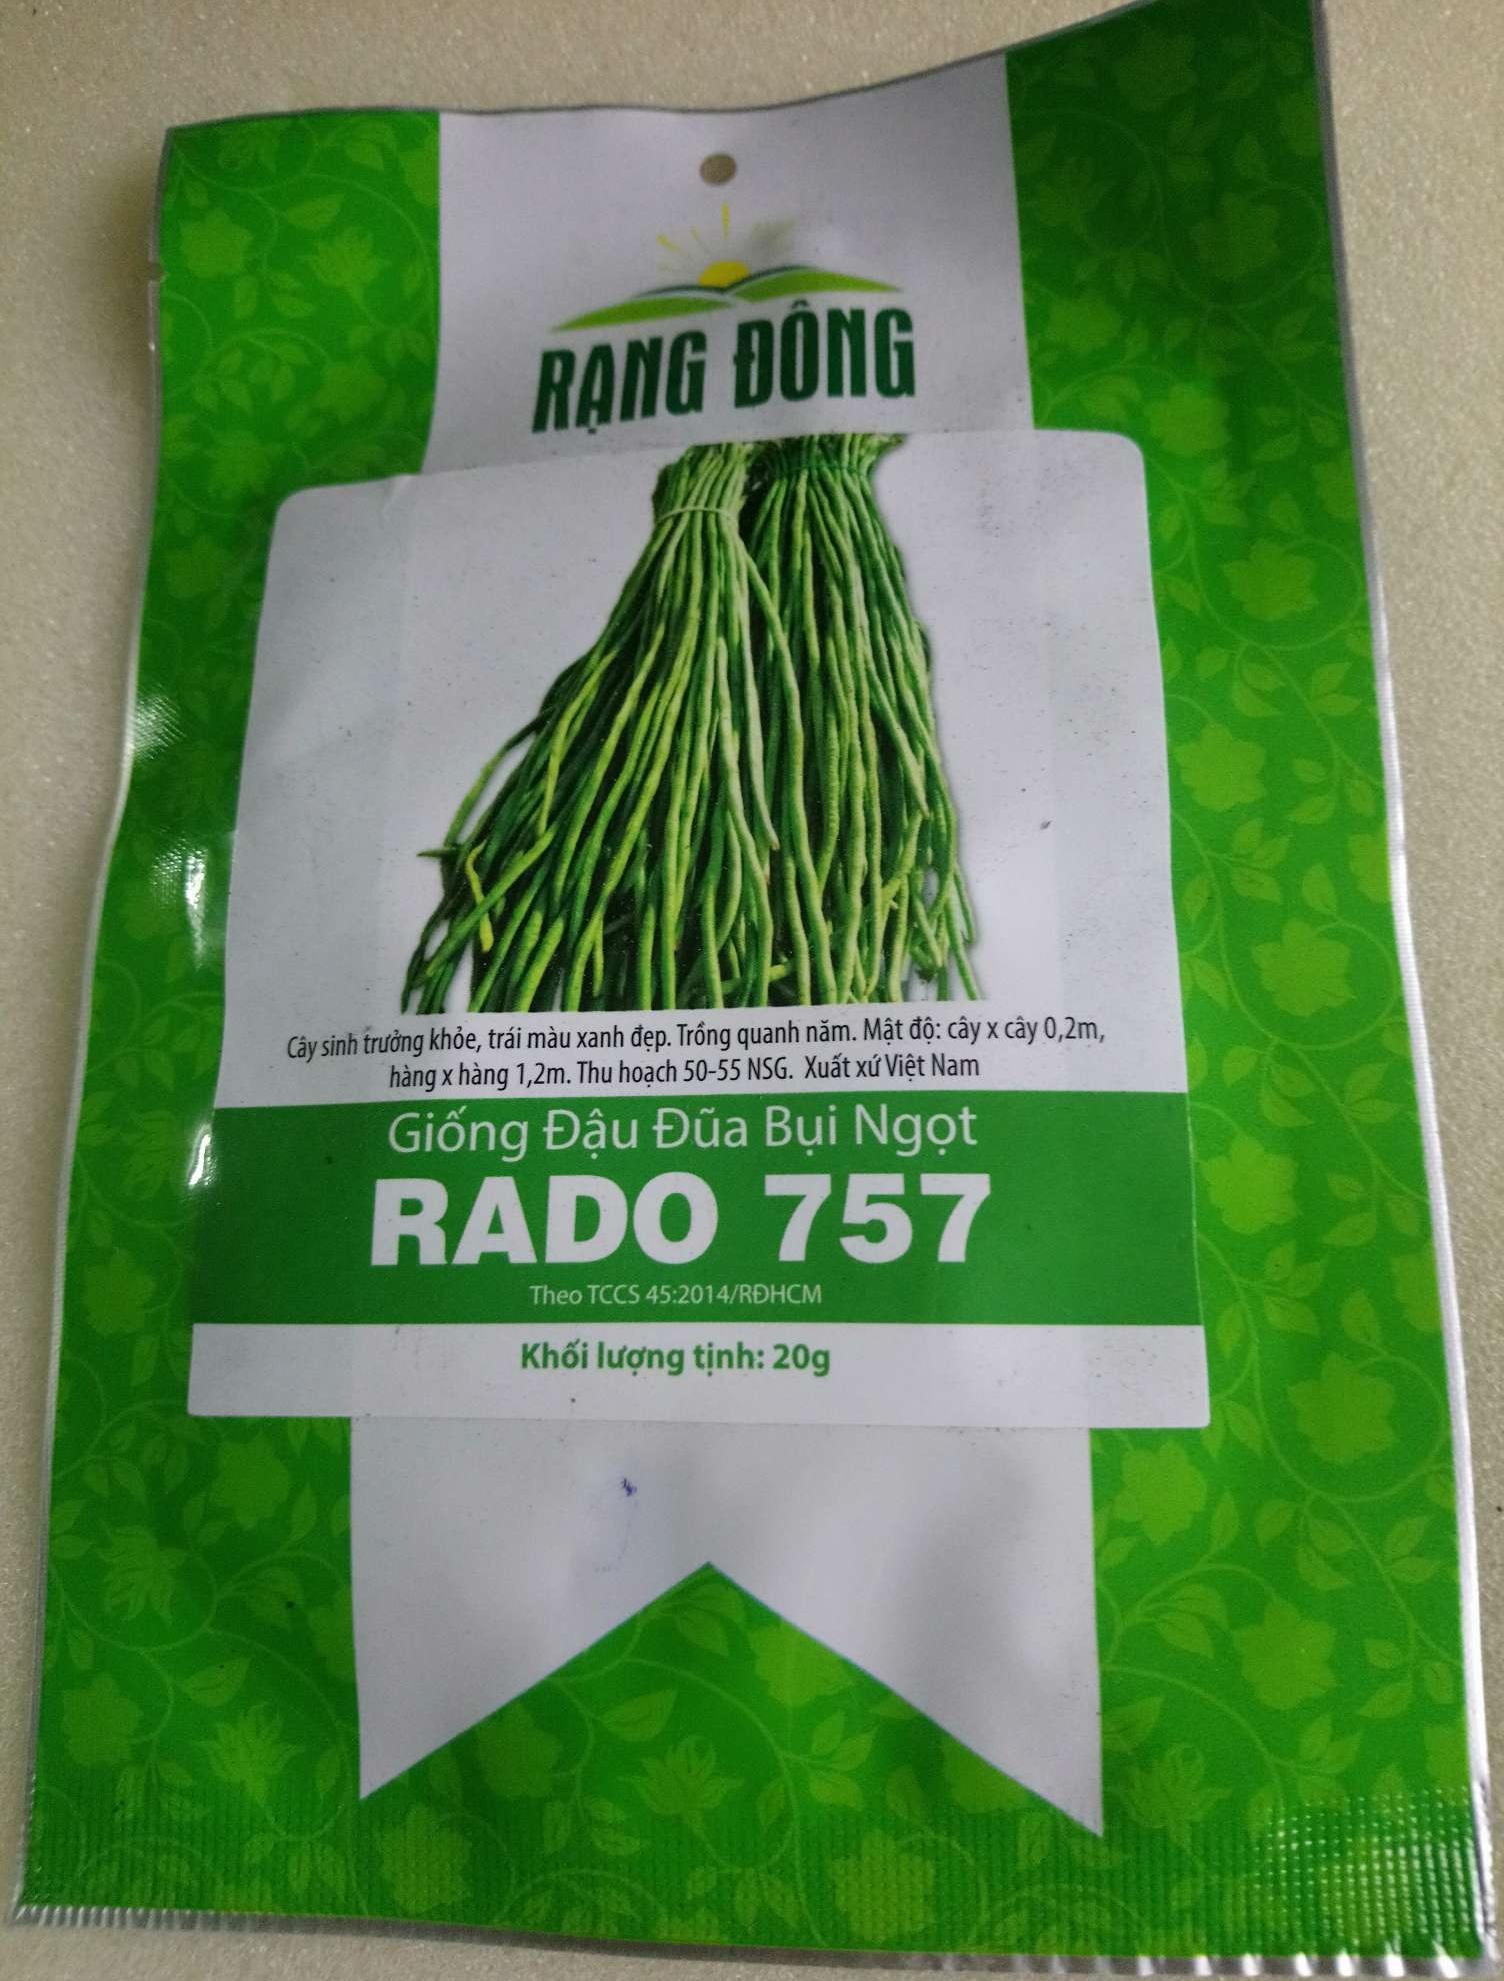 RẠNG ĐÔNG
Cây sinh trưởng khỏe, trái màu xanh đẹp. Trồng quanh năm. Mật độ: cây x cây 0,2m,
hàng x hàng 1,2m. Thu hoạch 50-55 NSG. Xuất xứ Việt Nam
Giống Đậu Đũa Bụi Ngọt
RADO 757
Theo TCCS 45:2014/RĐHCM
Khối lượng tịnh: 20g